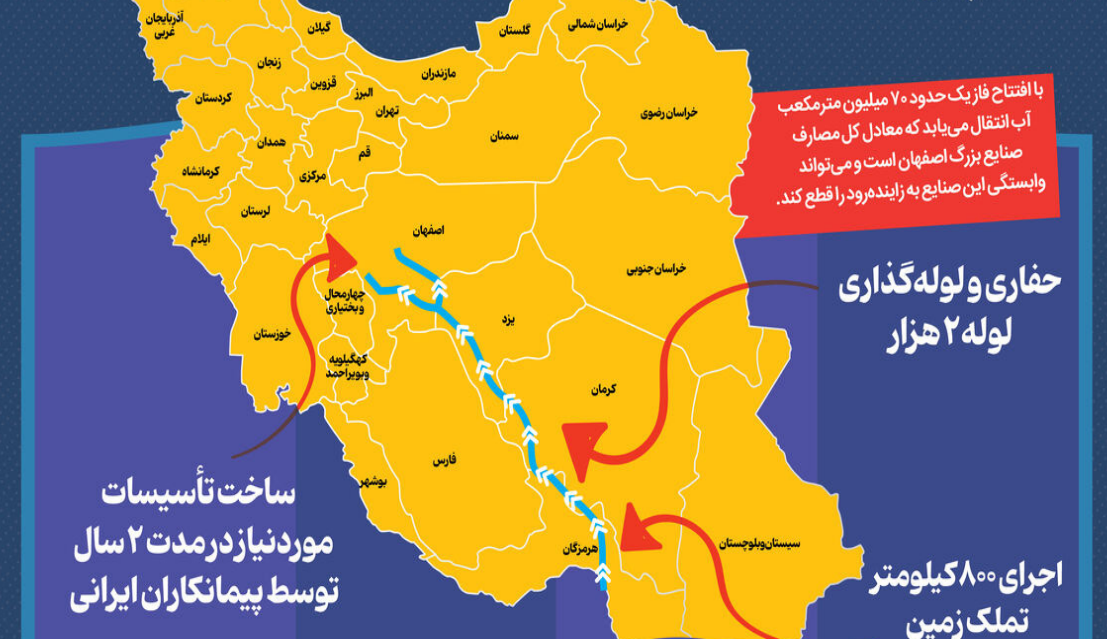 با افتتاح فاز یک حدود ۷۰ میلیون مترمکعب
آب انتقال می‌یابد که معادل کل مصارف
صنایع بزرگ اصفهان است و می‌تواند
وابستگی این صنایع به زاینده‌رود را قطع کند.
حفاری و لوله‌گذاری
لوله ۲ هزار
اجرای ۸۰۰ کیلومتر
تملک زمین
ساخت تأسیسات
موردنیاز در مدت ۲ سال
توسط پیمانکاران ایرانی
آذربایجان
غربی
گیلان
گلستان
خراسان شمالی
زنجان
قزوین
البرز
مازندران
تهران
کردستان
سمنان
خراسان رضوی
همدان
قم
کرمانشاه
مرکزی
لرستان
ایلام
اصفهان
خراسان جنوبی
چهارمحال
وبختیاری
خوزستان
یزد
کهگیلویه
وبویراحمد
کرمان
فارس
بوشهر
هرمزگان
سیستان‌وبلوچستان